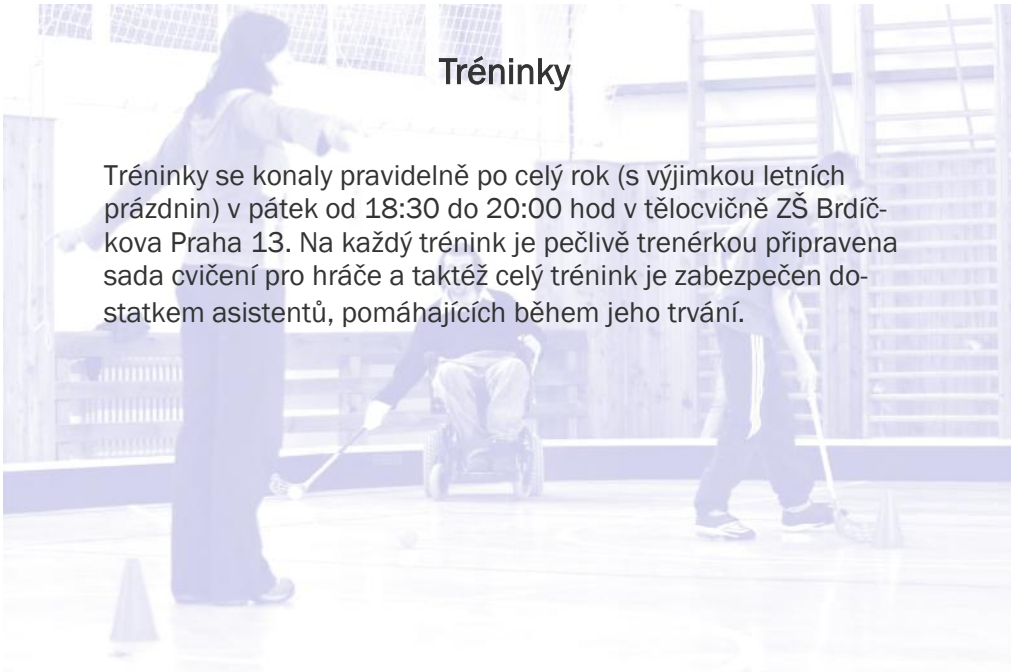 Tréninky
Tréninky se konaly pravidelně po celý rok (s výjimkou letních
prázdnin) v pátek od 18:30 do 20:00 hod v tělocvičně ZŠ Brdíč-
kova Praha 13. Na každý trénink je pečlivě trenérkou připravena
sada cvičení pro hráče a taktéž celý trénink je zabezpečen do-
statkem asistentů, pomáhajících během jeho trvání.